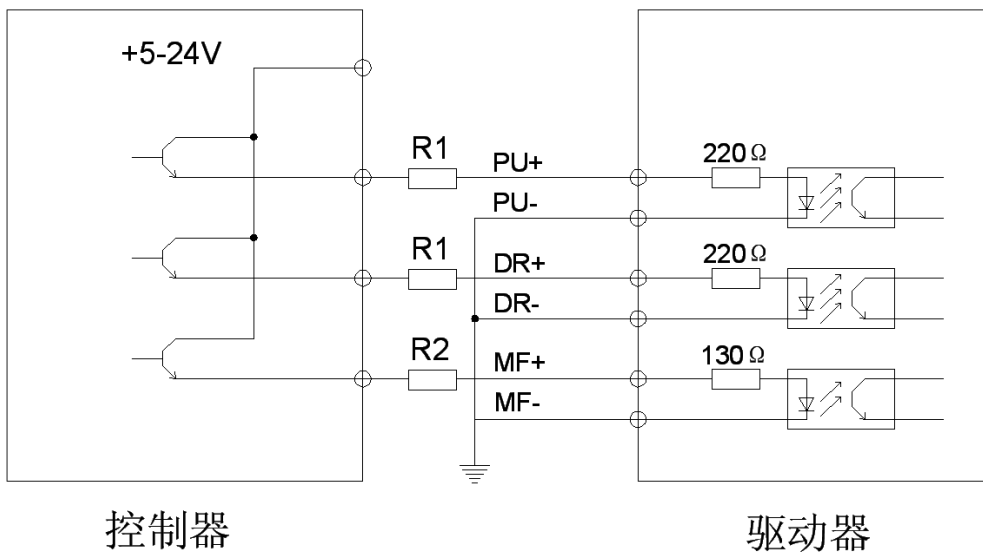 +5-24V
R1
PU+
220Ω
PU-
R1
DR+
220Ω
DR-
R2
MF+
130Ω
MF-
控制器
驱动器